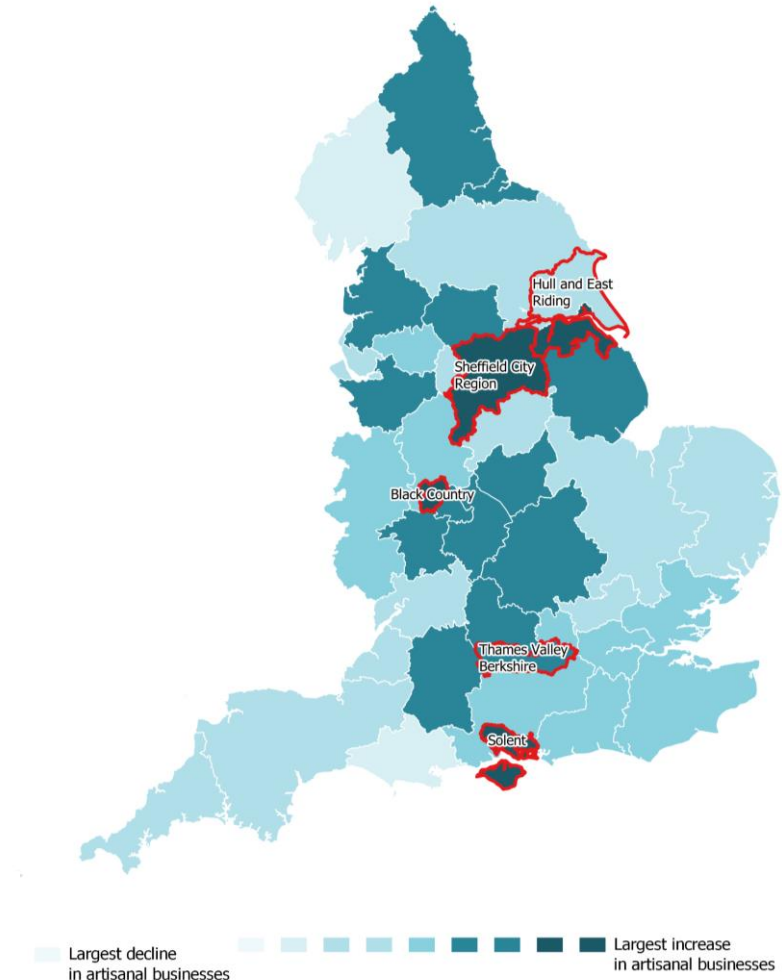 Hull and East
Riding
Sheffield City
Region
Black Country
Thames Valley
Berkshire
Solent
Largest decline
in artisanal businesses
Largest increase
in artisanal businesses